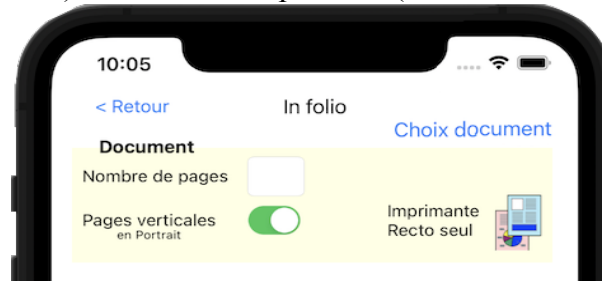 10:05
< Retour
In folio
Choix document
Document
Nombre de pages
Pages verticales
en Portrait
Imprimante
Recto seul